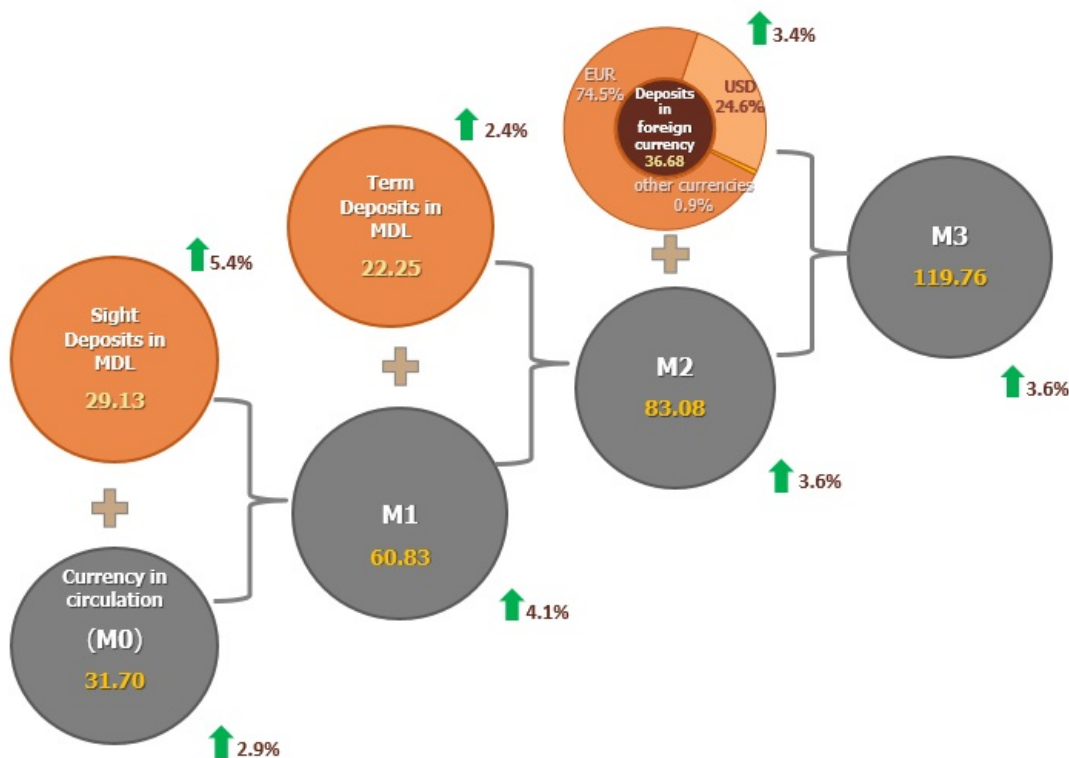 3.4%
EUR
74.5%
USD
24.6%
Deposits
in
foreign
currency
36.68
other currencies
0.9%
2.4%
Term
Deposits in
MDL
22.25
M3
119.76
5.4%
Sight
Deposits in
MDL
29.13
M2
83.08
3.6%
3.6%
M1
60.83
4.1%
Currency in
circulation
(M0)
31.70
2.9%